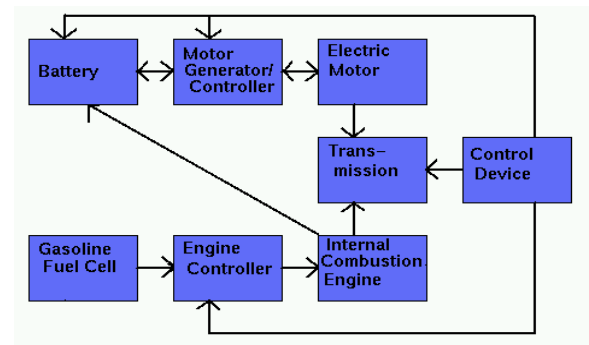 Battery
Motor
Generator/
Controller
Electric
Motor
Trans-
mission
Control
Device
Gasoline
Fuel Cell
Engine
Controller
Internal
Combustion.
Engine